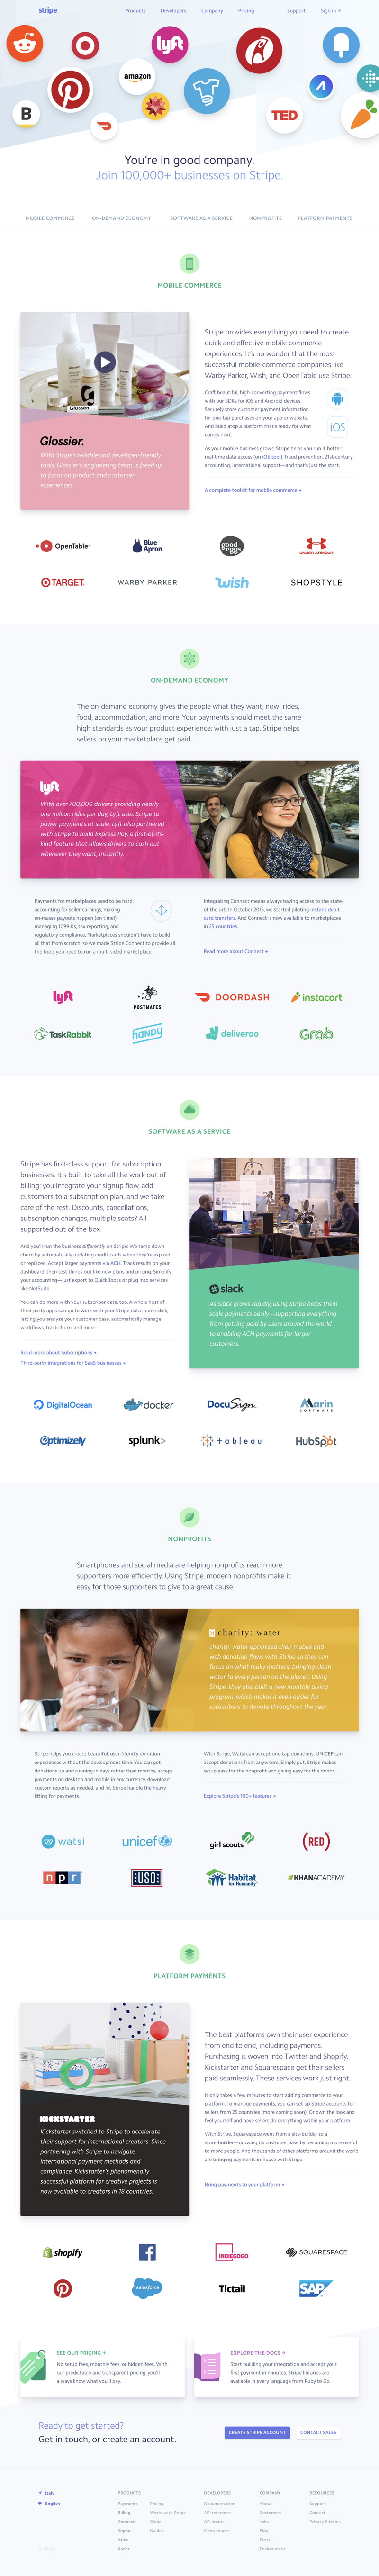 stripe
Products Developers Company Pricing Support Sign in >
lyft
amazon
B
TED
You're in good company.
Join 100,000+ businesses on Stripe.
MOBILE COMMERCE ON-DEMAND ECONOMY SOFTWARE AS A SERVICE NONPROFITS PLATFORM PAYMENTS
MOBILE COMMERCE
Glossier.
Glossier.
With Stripe's reliable and developer-friendly
tools, Glossier's engineering team is freed up
to focus on product and customer
experiences.
Stripe provides everything you need to create
quick and effective mobile commerce
experiences. It's no wonder that the most
successful mobile-commerce companies like
Warby Parker, Wish, and OpenTable use Stripe.
Craft beautiful, high-converting payment flows
with our SDKs for iOS and Android devices.
Securely store customer payment information
for one-tap purchases on your app or website.
And build atop a platform that's ready for what
comes next.
iOS
As your mobile business grows, Stripe helps you run it better:
real-time data access (an iOS too!), fraud prevention, 21st-century
accounting, international support—and that's just the start.
A complete toolkit for mobile commerce
OpenTable
Blue
Apron
good
eggs
UNDER ARMOUR
TARGET
WARBY PARKER
wish
SHOPSTYLE
ON-DEMAND ECONOMY
The on-demand economy gives the people what they want, now: rides,
food, accommodation, and more. Your payments should meet the same
high standards as your product experience: with just a tap, Stripe helps
sellers on your marketplace get paid.
lyft
With over 700,000 drivers providing nearly
one million rides per day, Lyft uses Stripe to
power payments at scale. Lyft also partnered
with Stripe to build Express Pay, a first-of-its-
kind feature that allows drivers to cash out
whenever they want, instantly.
Payments for marketplaces used to be hard:
accounting for seller earnings, making
en-masse payouts happen (on time!),
managing 1099-Ks, tax reporting, and
regulatory compliance. Marketplaces shouldn't have to build
all that from scratch, so we made Stripe Connect to provide all
the tools you need to run a multi-sided marketplace.
Integrating Connect means always having access to the state-
of-the-art. In October 2015, we started piloting instant debit
card transfers. And Connect is now available to marketplaces
in 25 countries.
Read more about Connect
lyft
POSTMATES
DOORDASH
instacart
TaskRabbit
handy
deliveroo
Grab
SOFTWARE AS A SERVICE
Stripe has first-class support for subscription
businesses. It's built to take all the work out of
billing: you integrate your signup flow, add
customers to a subscription plan, and we take
care of the rest. Discounts, cancellations,
subscription changes, multiple seats? All
supported out of the box.
And you'll run the business differently on Stripe: We tamp down
churn by automatically updating credit cards when they're expired
or replaced. Accept larger payments via ACH. Track results on your
dashboard, then test things out like new plans and pricing. Simplify
your accounting—just export to QuickBooks or plug into services
like NetSuite.
You can do more with your subscriber data, too. A whole host of
third-party apps can go to work with your Stripe data in one click,
letting you analyze your customer base, automatically manage
workflows, track churn, and more.
Read more about Subscriptions
Third-party integrations for SaaS businesses
slack
As Slack grows rapidly, using Stripe helps them
scale payments easily—supporting everything
from getting paid by users around the world
to enabling ACH payments for larger
customers.
DigitalOcean
docker
DocuSign
Marin
SOFTWARE
Optimizely
splunk>
+ableau
HubSpot
NONPROFITS
Smartphones and social media are helping nonprofits reach more
supporters more efficiently. Using Stripe, modern nonprofits make it
easy for those supporters to give to a great cause.
charity: water
charity: water optimized their mobile and
web donation flows with Stripe so they can
focus on what really matters: bringing clean
water to every person on the planet. Using
Stripe, they also built a new monthly giving
program, which makes it even easier for
subscribers to donate throughout the year.
Stripe helps you create beautiful, user-friendly donation
experiences without the development time. You can get
donations up and running in days rather than months, accept
payments on desktop and mobile in any currency, download
custom reports as needed, and let Stripe handle the heavy
lifting for payments.
With Stripe, Watsi can accept one-tap donations. UNICEF can
accept donations from anywhere. Simply put, Stripe makes
donations easy for the nonprofit and giving easy for the donor.
Explore Stripe's 100+ features
watsi
unicef
girl scouts
(RED)
npr
USO
Habitat
for Humanity
KHANACADEMY
PLATFORM PAYMENTS
KICKSTARTER
Kickstarter switched to Stripe to accelerate
their support for international creators. Since
partnering with Stripe to navigate
international payment methods and
compliance, Kickstarter's phenomenally
successful platform for creative projects is
now available to creators in 18 countries.
The best platforms own their user experience
from end to end, including payments.
Purchasing is woven into Twitter and Shopify.
Kickstarter and Squarespace get their sellers
paid seamlessly. These services work just right.
It only takes a few minutes to start adding commerce to your
platform. To manage payments, you can set up Stripe accounts for
sellers from 25 countries (more coming soon). Or own the look and
feel yourself and have sellers do everything within your platform.
With Stripe, Squarespace went from a site-builder to a
store-builder—growing its customer base by becoming more useful
to more people. And thousands of other platforms around the world
are bringing payments in-house with Stripe.
Bring payments to your platform
shopify
INDIEGOGO
SQUARESPACE
salesforce
Tictail
SAP
SEE OUR PRICING
No setup fees, monthly fees, or hidden fees. With
our predictable and transparent pricing, you'll
always know what you'll pay.
EXPLORE THE DOCS
Start building your integration and accept your
first payment in minutes. Stripe libraries are
available in every language from Ruby to Go.
Ready to get started?
Get in touch, or create an account.
CREATE STRIPE ACCOUNT CONTACT SALES
Italy
English
© Stripe
PRODUCTS
Payments
Billing
Connect
Sigma
Atlas
Radar
Pricing
Works with Stripe
Global
Guides
DEVELOPERS
Documentation
API reference
API status
Open source
COMPANY
About
Customers
Jobs
Blog
Press
Environment
RESOURCES
Support
Contact
Privacy & terms